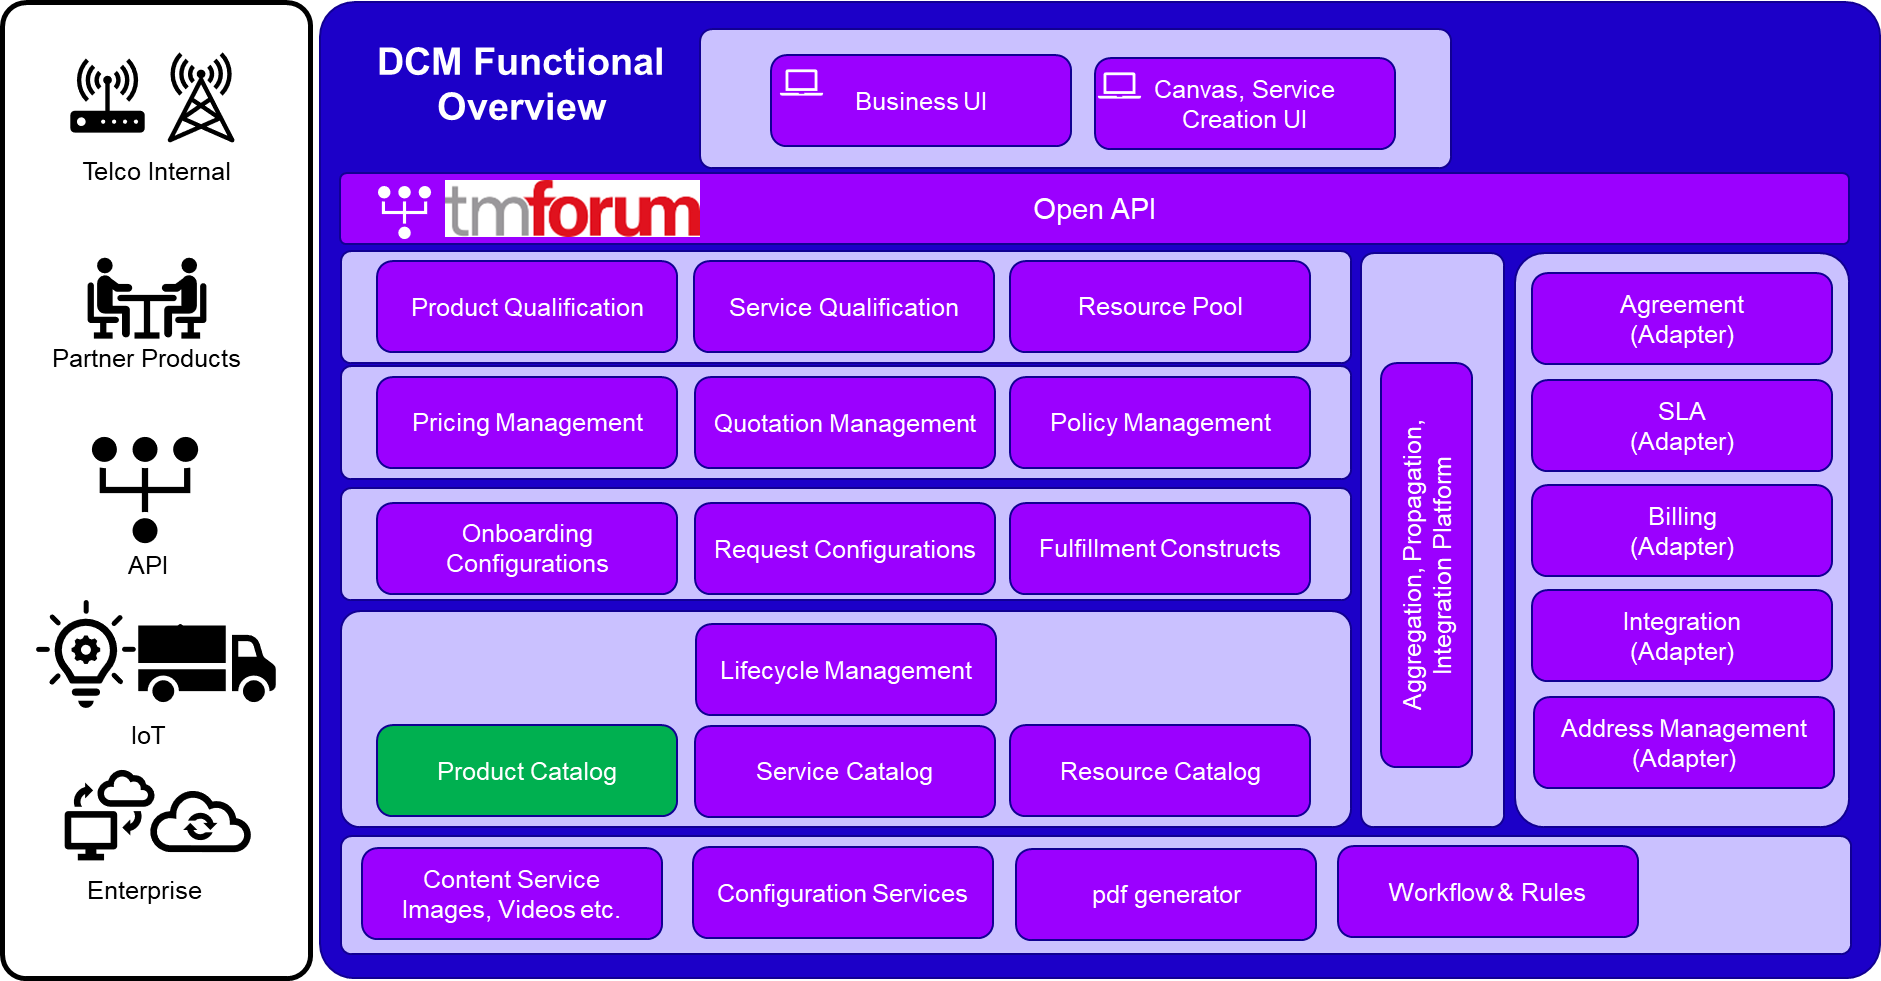 DCM Functional
Overview
Business UI
Canvas, Service
Creation UI
tmforum
Open API
Telco Internal
Partner Products
API
IoT
Enterprise
Product Qualification
Service Qualification
Resource Pool
Pricing Management
Quotation Management
Policy Management
Onboarding
Configurations
Request Configurations
Fulfillment Constructs
Lifecycle Management
Product Catalog
Service Catalog
Resource Catalog
Aggregation, Propagation,
Integration Platform
Agreement
(Adapter)
SLA
(Adapter)
Billing
(Adapter)
Integration
(Adapter)
Address Management
(Adapter)
Content Service
Images, Videos etc.
Configuration Services
pdf generator
Workflow & Rules